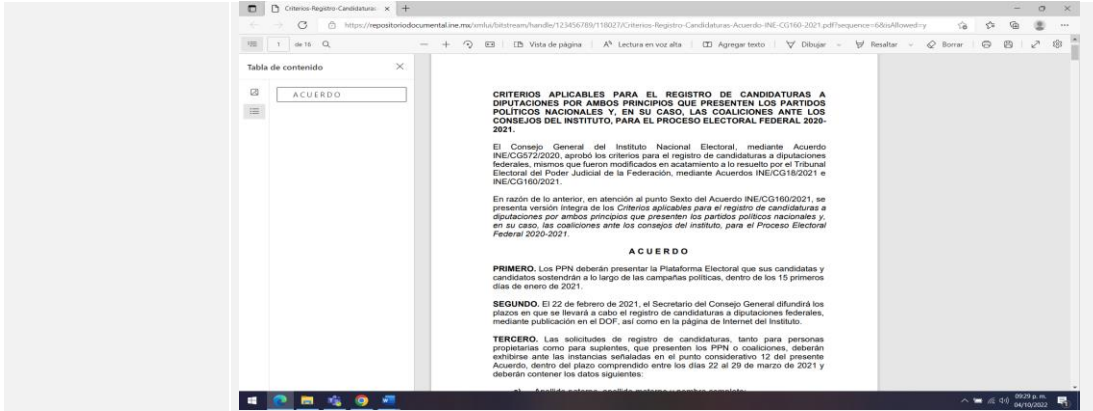 Criterios-Registro-Candidaturas
https://repositoriodocumental.ine.mx/xmlui/bitstream/handle/123456789/118027/Criterios-Registro-Candidaturas-Acuerdo-INE-CG160-2021.pdf?sequence=6&isAllowed=y
1 de 16 Vista de página Lectura en voz alta Agregar texto Dibujar Resaltar Borrar
Tabla de contenido
ACUERDO
CRITERIOS APLICABLES PARA EL REGISTRO DE CANDIDATURAS A
DIPUTACIONES POR AMBOS PRINCIPIOS QUE PRESENTEN LOS PARTIDOS
POLÍTICOS NACIONALES Y, EN SU CASO, LAS COALICIONES ANTE LOS
CONSEJOS DEL INSTITUTO, PARA EL PROCESO ELECTORAL FEDERAL 2020-
2021.
El Consejo General del Instituto Nacional Electoral, mediante Acuerdo
INE/CG572/2020, aprobó los criterios para el registro de candidaturas a diputaciones
federales, mismos que fueron modificados en acatamiento a lo resuelto por el Tribunal
Electoral del Poder Judicial de la Federación, mediante Acuerdos INE/CG18/2021 e
INE/CG160/2021.
En razón de lo anterior, en atención al punto Sexto del Acuerdo INE/CG160/2021, se
presenta versión íntegra de los Criterios aplicables para el registro de candidaturas a
diputaciones por ambos principios que presenten los partidos políticos nacionales y,
en su caso, las coaliciones ante los consejos del instituto, para el Proceso Electoral
Federal 2020-2021.
ACUERDO
PRIMERO. Los PPN deberán presentar la Plataforma Electoral que sus candidatas y
candidatos sostendrán a lo largo de las campañas políticas, dentro de los 15 primeros
días de enero de 2021.
SEGUNDO. El 22 de febrero de 2021, el Secretario del Consejo General difundirá los
plazos en que se llevará a cabo el registro de candidaturas a diputaciones federales,
mediante publicación en el DOF, así como en la página de Internet del Instituto.
TERCERO. Las solicitudes de registro de candidaturas, tanto para personas
propietarias como para suplentes, que presenten los PPN o coaliciones, deberán
exhibirse ante las instancias señaladas en el punto considerativo 12 del presente
Acuerdo, dentro del plazo comprendido entre los días 22 al 29 de marzo de 2021 y
deberán contener los datos siguientes:
09:29 p. m.
04/10/2022